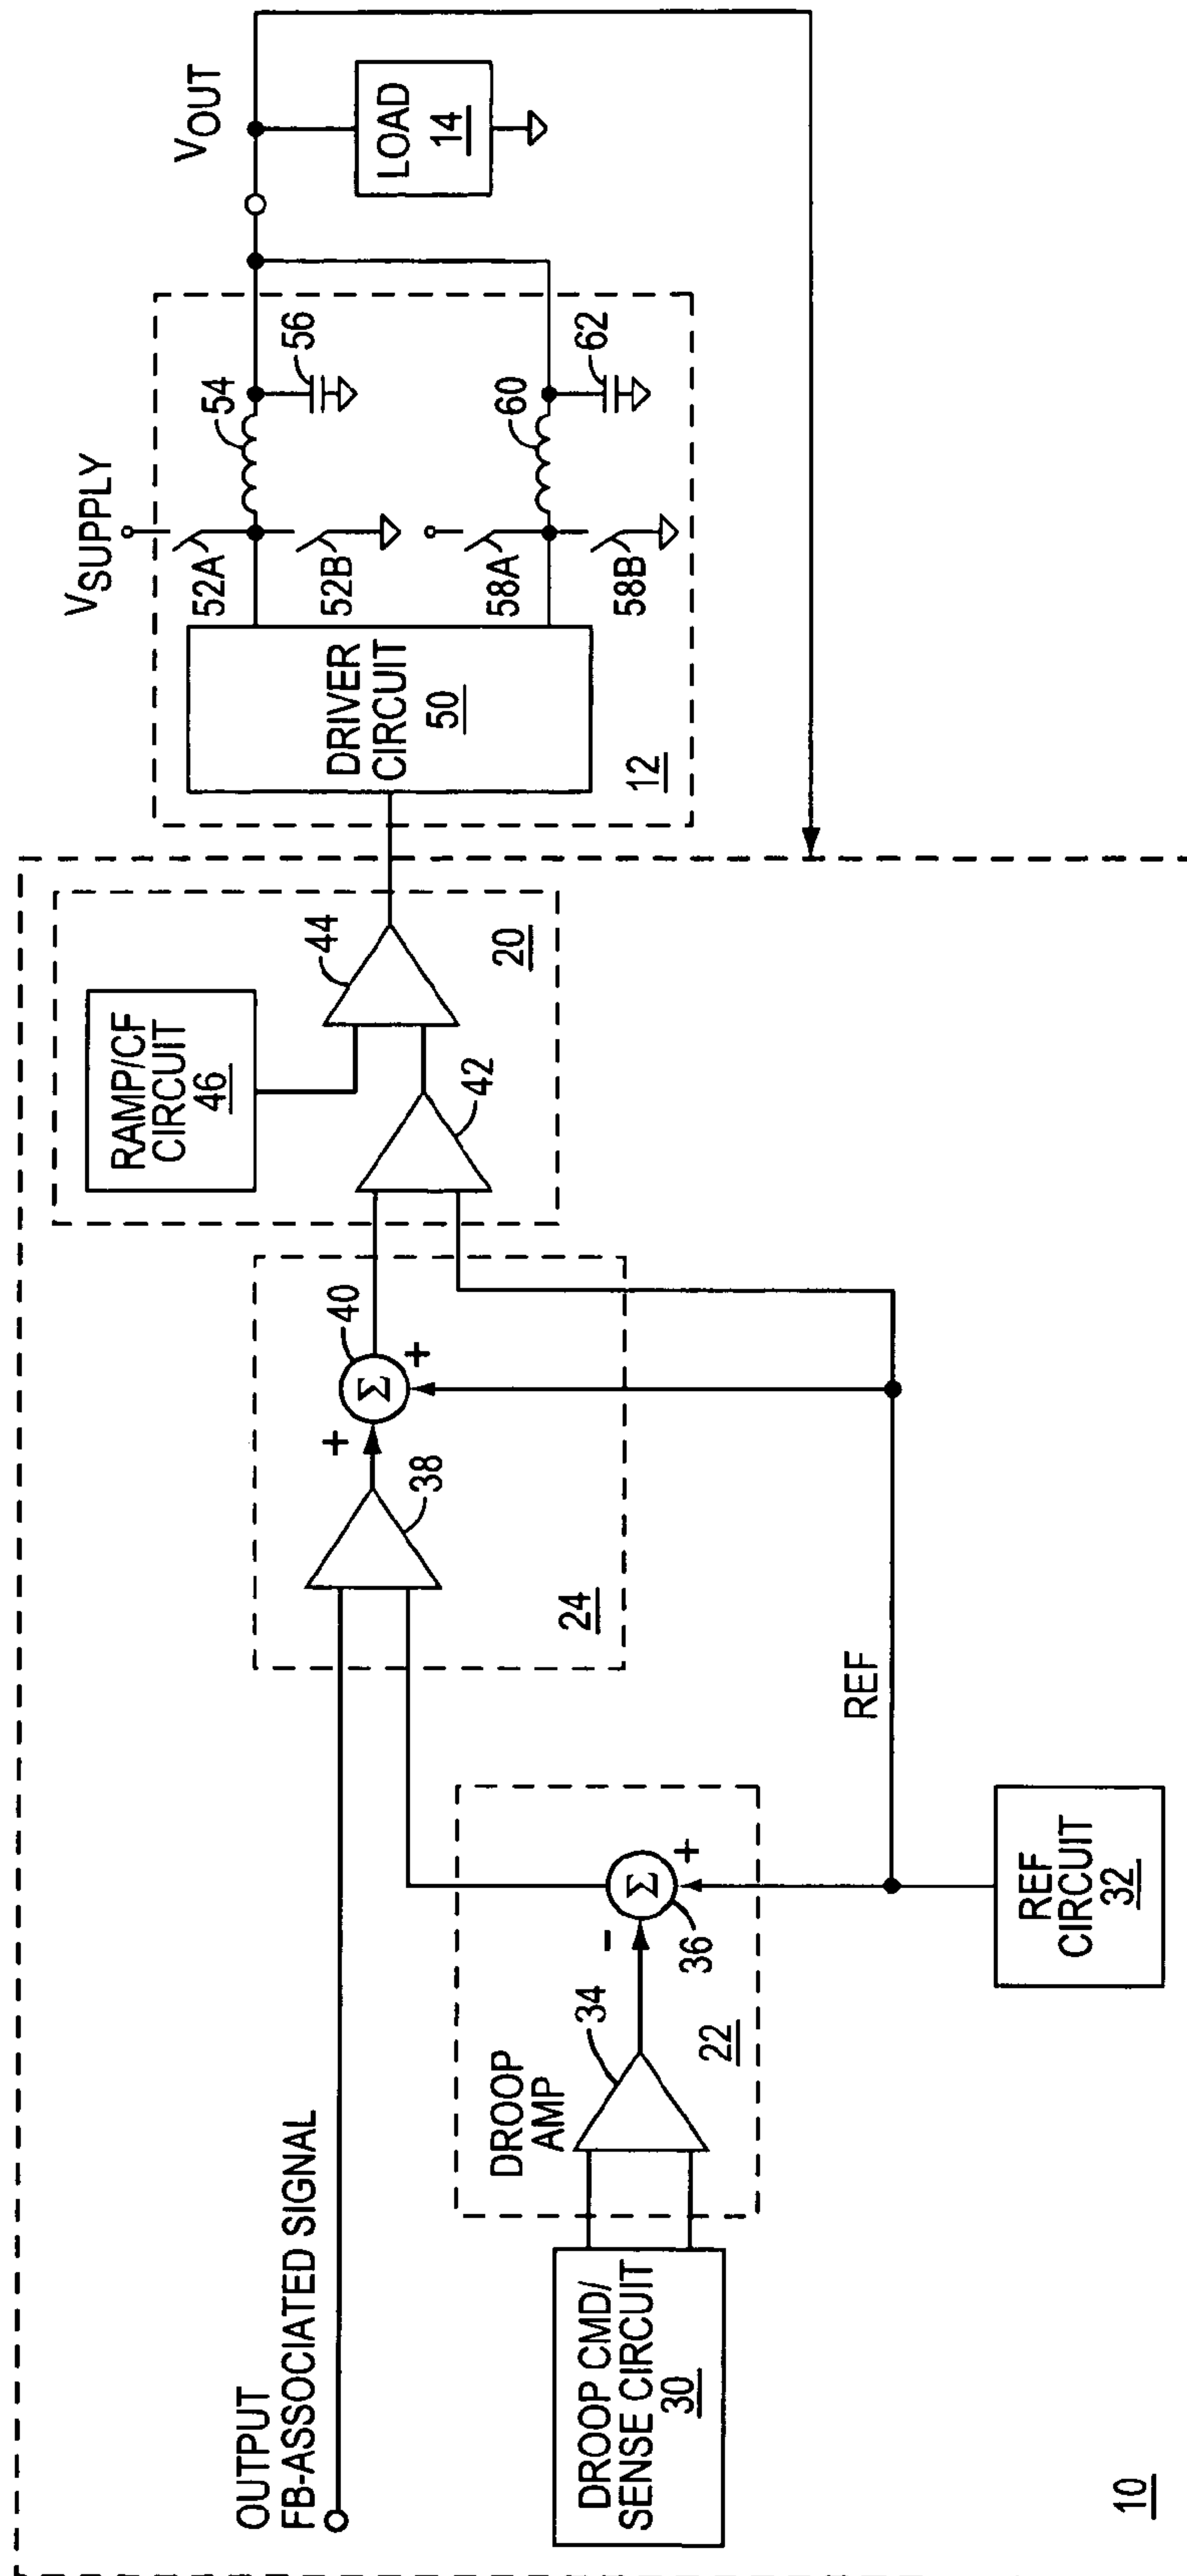 OUTPUT
FB-ASSOCIATED SIGNAL
DROOP CMD/
SENSE CIRCUIT
30
DROOP
AMP
34
22
-
Σ
+
36
REF
CIRCUIT
32
REF
24
38
+
Σ
+
40
RAMP/CF
CIRCUIT
46
42
44
20
10
DRIVER
CIRCUIT
50
12
VSUPPLY
52A
52B
54
56
58A
58B
60
62
VOUT
LOAD
14